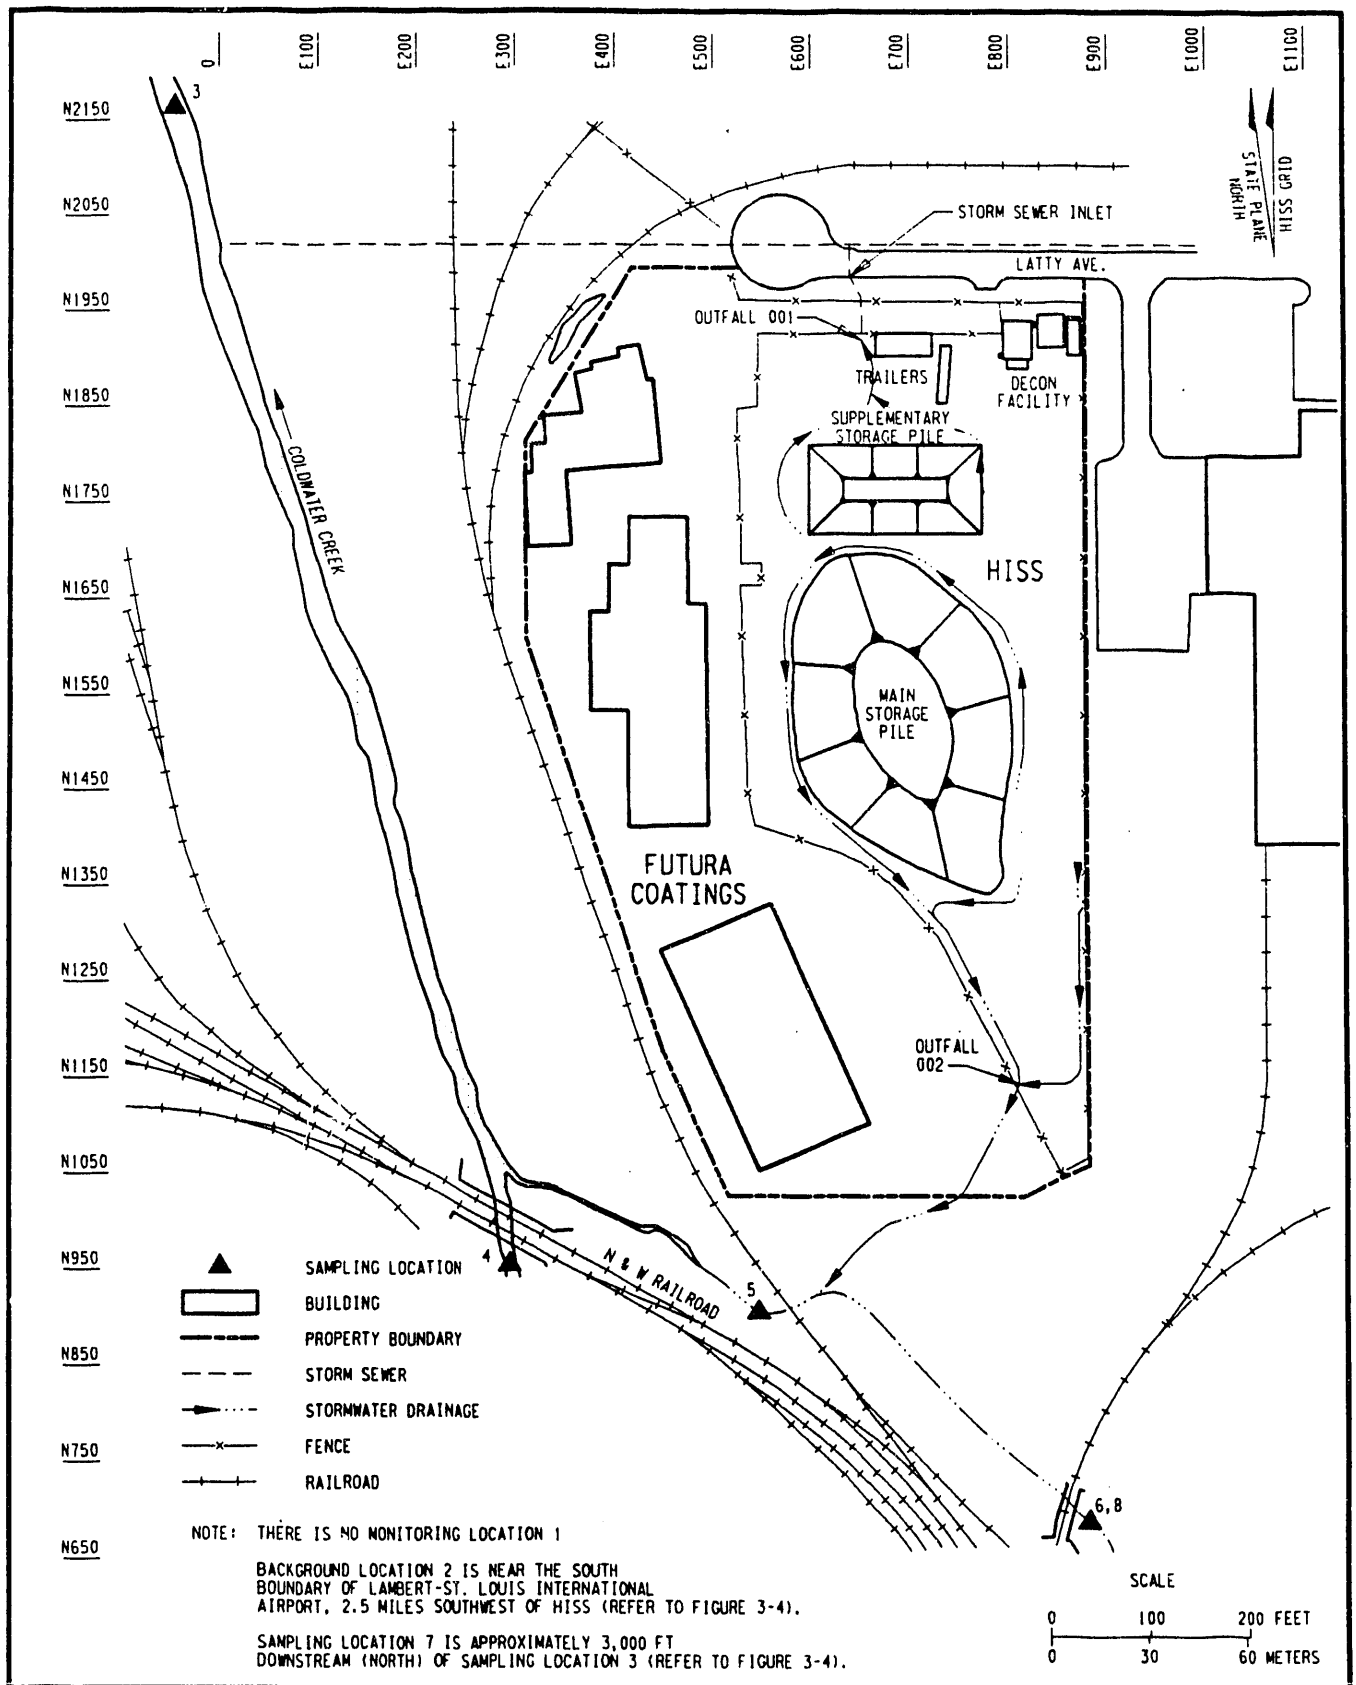 0
E100
E200
E300
E400
E500
E600
E700
E800
E900
E1000
E1100
3
N2150
N2050
N1950
N1850
N1750
N1650
N1550
N1450
N1350
N1250
N1150
N1050
N950
N850
N750
N650
HISS GRID
STATE PLANE
NORTH
STORM SEWER INLET
LATTY AVE.
OUTFALL 001
TRAILERS
DECON
FACILITY
SUPPLEMENTARY
STORAGE PILE
COLDWATER CREEK
HISS
MAIN
STORAGE
PILE
FUTURA
COATINGS
OUTFALL
002
4
N & W RAILROAD
5
6,8
SAMPLING LOCATION
BUILDING
PROPERTY BOUNDARY
STORM SEWER
STORMWATER DRAINAGE
FENCE
RAILROAD
NOTE: THERE IS NO MONITORING LOCATION 1
BACKGROUND LOCATION 2 IS NEAR THE SOUTH
BOUNDARY OF LAMBERT-ST. LOUIS INTERNATIONAL
AIRPORT, 2.5 MILES SOUTHWEST OF HISS (REFER TO FIGURE 3-4).
SAMPLING LOCATION 7 IS APPROXIMATELY 3,000 FT
DOWNSTREAM (NORTH) OF SAMPLING LOCATION 3 (REFER TO FIGURE 3-4).
SCALE
0 100 200 FEET
0 30 60 METERS